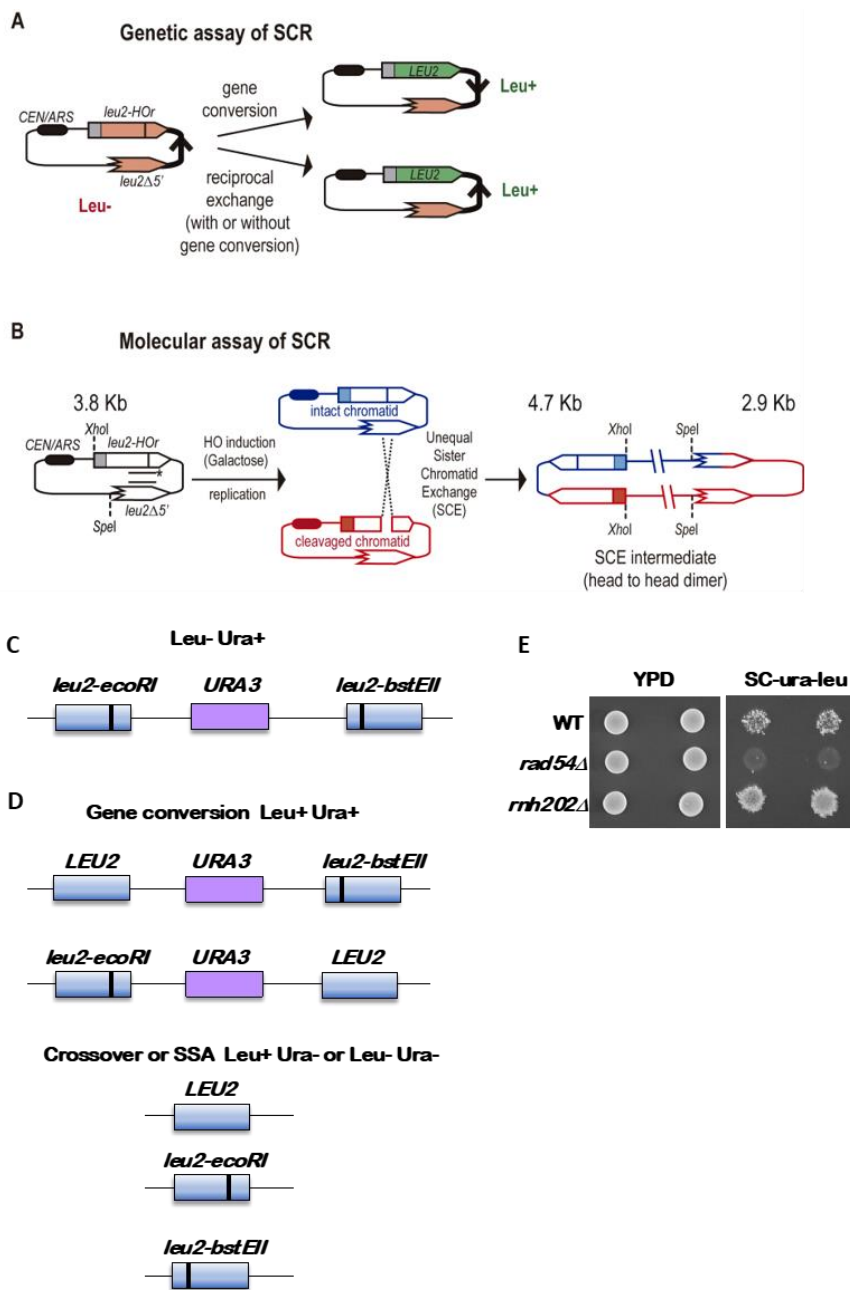 A
Genetic assay of SCR
CEN/ARS
leu2-HOr
leu2Δ5'
Leu-
gene
conversion
reciprocal
exchange
(with or without
gene conversion)
LEU2
Leu+
LEU2
Leu+
B
Molecular assay of SCR
3.8 Kb
XhoI
CEN/ARS
leu2-HOr
*
leu2Δ5'
SpeI
HO induction
(Galactose)
replication
intact chromatid
cleavaged chromatid
Unequal
Sister
Chromatid
Exchange
(SCE)
4.7 Kb
2.9 Kb
XhoI
SpeI
XhoI
SpeI
SCE intermediate
(head to head dimer)
C
Leu- Ura+
leu2-ecoRI
URA3
leu2-bstEII
D
Gene conversion Leu+ Ura+
LEU2
URA3
leu2-bstEII
leu2-ecoRI
URA3
LEU2
Crossover or SSA Leu+ Ura- or Leu- Ura-
LEU2
leu2-ecoRI
leu2-bstEII
E
YPD
SC-ura-leu
WT
rad54Δ
rnh202Δ